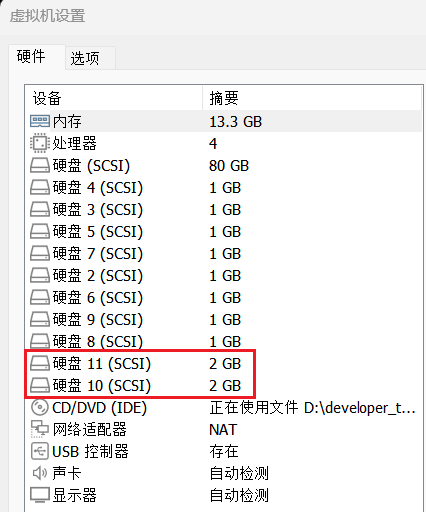 虚拟机设置
硬件 选项
设备 摘要
内存 13.3 GB
处理器 4
硬盘 (SCSI) 80 GB
硬盘 4 (SCSI) 1 GB
硬盘 3 (SCSI) 1 GB
硬盘 5 (SCSI) 1 GB
硬盘 7 (SCSI) 1 GB
硬盘 2 (SCSI) 1 GB
硬盘 6 (SCSI) 1 GB
硬盘 9 (SCSI) 1 GB
硬盘 8 (SCSI) 1 GB
硬盘 11 (SCSI) 2 GB
硬盘 10 (SCSI) 2 GB
CD/DVD (IDE) 正在使用文件 D:\developer_t...
网络适配器 NAT
USB 控制器 存在
声卡 自动检测
显示器 自动检测